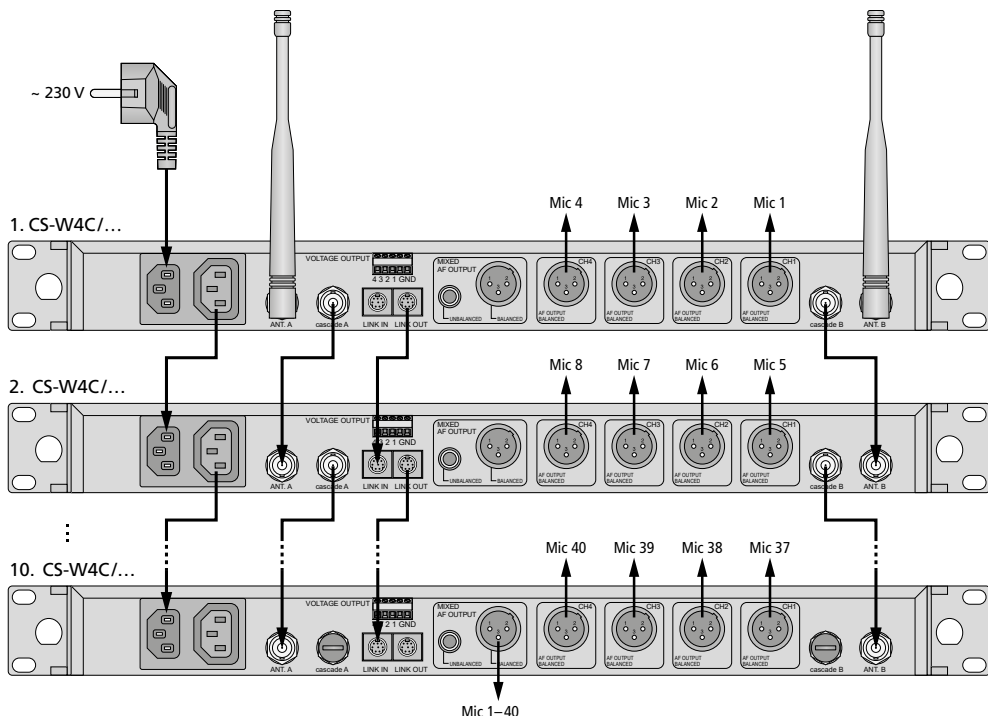 ~ 230 V
Mic 4 Mic 3 Mic 2 Mic 1
1. CS-W4C/…
VOLTAGE OUTPUT
4 3 2 1 GND
MIXED
AF OUTPUT
CH4 CH3 CH2 CH1
UNBALANCED BALANCED
AF OUTPUT
BALANCED
AF OUTPUT
BALANCED
AF OUTPUT
BALANCED
AF OUTPUT
BALANCED
ANT. A cascade A LINK IN LINK OUT cascade B ANT. B
Mic 8 Mic 7 Mic 6 Mic 5
2. CS-W4C/…
VOLTAGE OUTPUT
3 2 1 GND
MIXED
AF OUTPUT
CH4 CH3 CH2 CH1
UNBALANCED BALANCED
AF OUTPUT
BALANCED
AF OUTPUT
BALANCED
AF OUTPUT
BALANCED
AF OUTPUT
BALANCED
ANT. A cascade A LINK IN LINK OUT cascade B ANT. B
Mic 40 Mic 39 Mic 38 Mic 37
10. CS-W4C/…
VOLTAGE OUTPUT
2 1 GND
MIXED
AF OUTPUT
CH4 CH3 CH2 CH1
UNBALANCED BALANCED
AF OUTPUT
BALANCED
AF OUTPUT
BALANCED
AF OUTPUT
BALANCED
AF OUTPUT
BALANCED
ANT. A cascade A LINK IN LINK OUT cascade B ANT. B
Mic 1–40